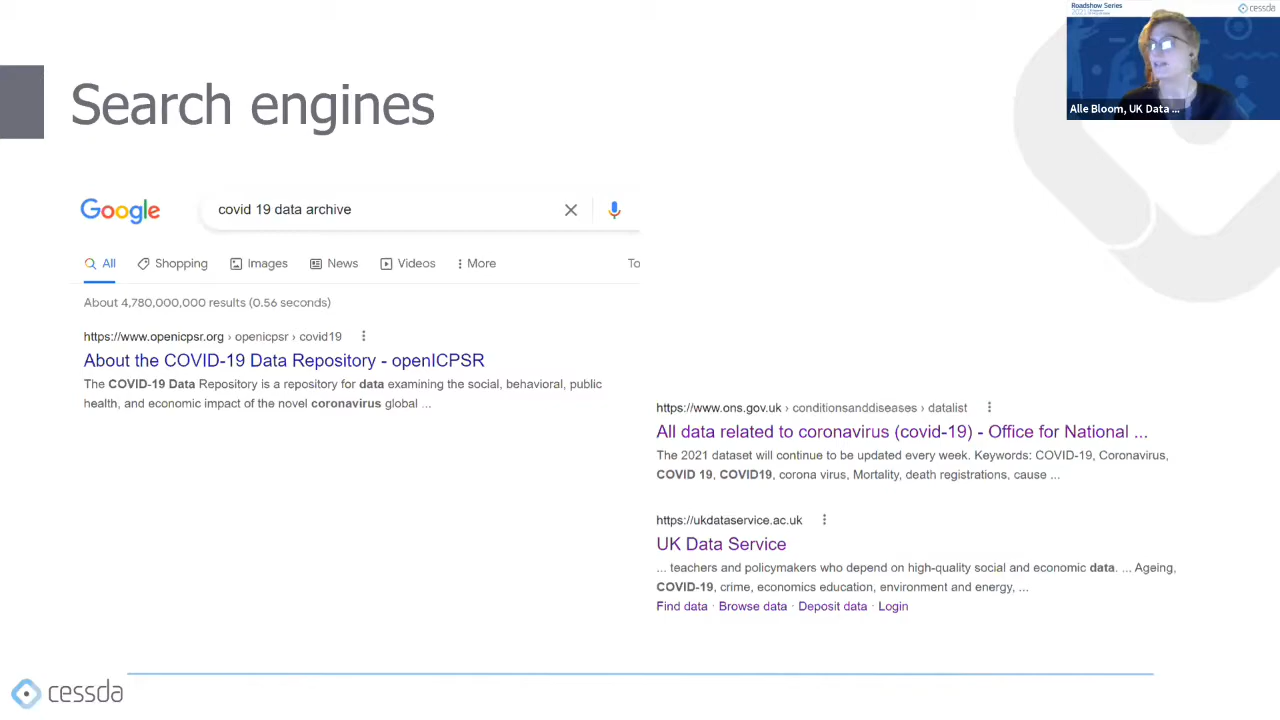 Roadshow Series
2021
cessda
Alle Bloom, UK Data ...
Search engines
Google
covid 19 data archive
All
Shopping
Images
News
Videos
More
To
About 4,780,000,000 results (0.56 seconds)
https://www.openicpsr.org › openicpsr › covid19
About the COVID-19 Data Repository - openICPSR
The COVID-19 Data Repository is a repository for data examining the social, behavioral, public
health, and economic impact of the novel coronavirus global ...
https://www.ons.gov.uk › conditionsanddiseases › datalist
All data related to coronavirus (covid-19) - Office for National ...
The 2021 dataset will continue to be updated every week. Keywords: COVID-19, Coronavirus,
COVID 19, COVID19, corona virus, Mortality, death registrations, cause ...
https://ukdataservice.ac.uk
UK Data Service
... teachers and policymakers who depend on high-quality social and economic data. ... Ageing,
COVID-19, crime, economics education, environment and energy, ...
Find data · Browse data · Deposit data · Login
cessda